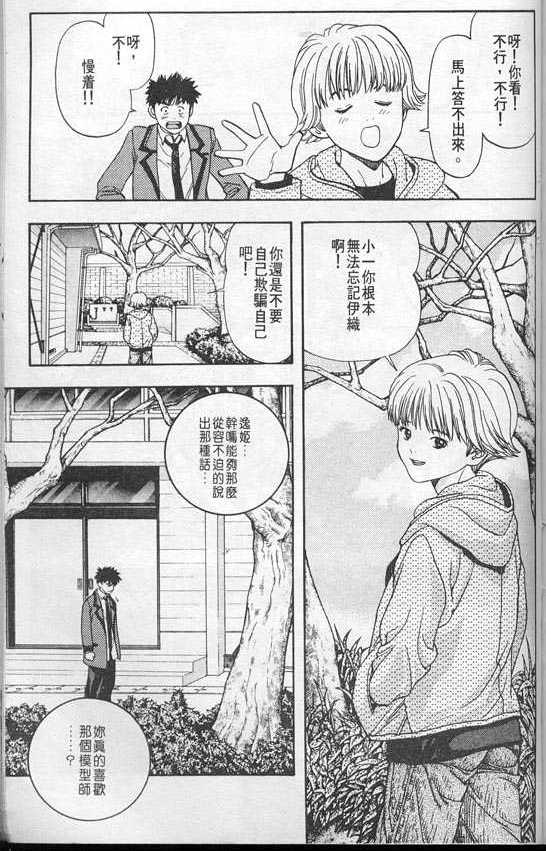 呀！你看！
不行，不行！
馬上答不出來。
呀，
不！
慢着!!
小一你根本
無法忘記伊織
啊！
你還是不要
自己欺騙自己
吧！
逸姬…
幹嘴能夠那麼
從容不迫的說
出那種話…
妳真的喜歡
那個模型師
……？